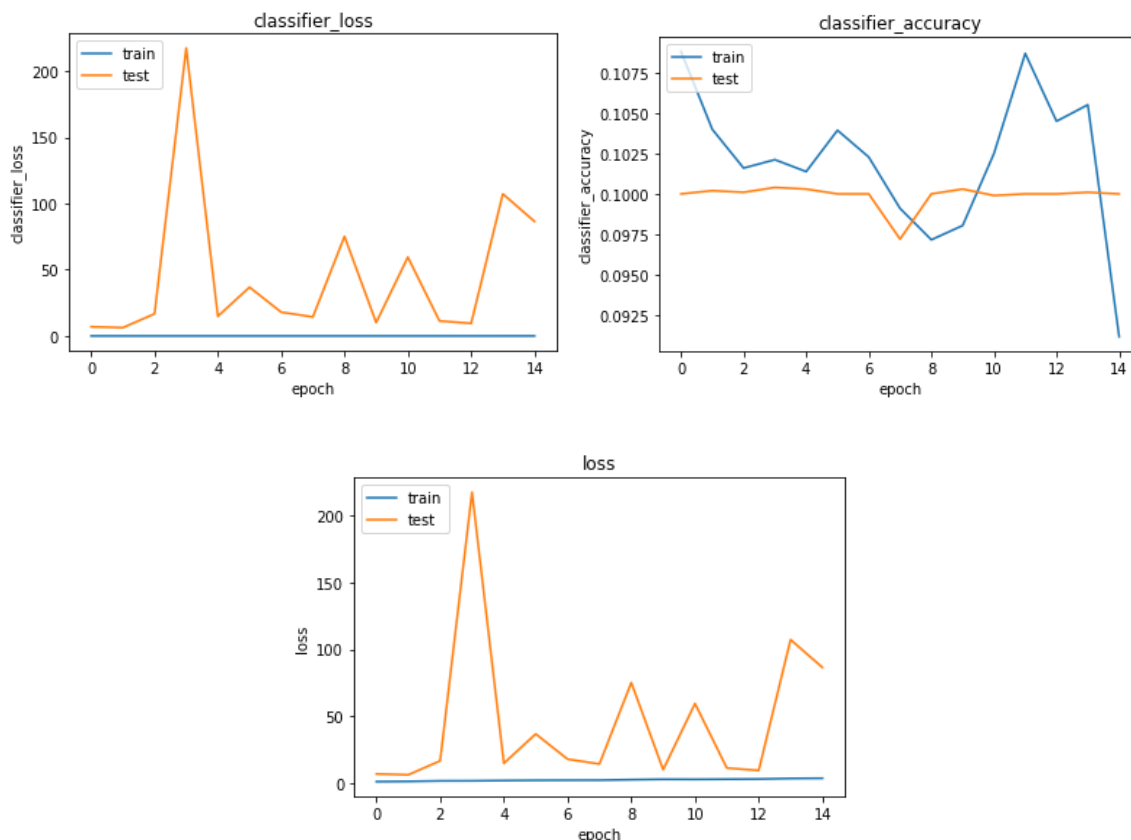 classifier_loss
train
test
200
150
100
50
0
classifier_loss
0 2 4 6 8 10 12 14
epoch
classifier_accuracy
train
test
0.1075
0.1050
0.1025
0.1000
0.0975
0.0950
0.0925
classifier_accuracy
0 2 4 6 8 10 12 14
epoch
loss
train
test
200
150
100
50
0
loss
0 2 4 6 8 10 12 14
epoch